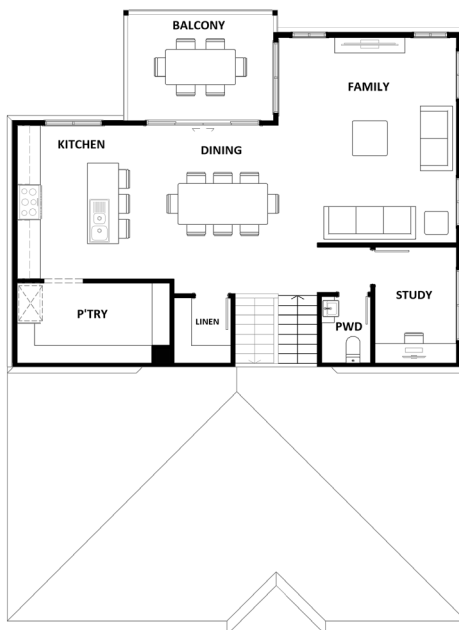 BALCONY
FAMILY
KITCHEN
DINING
STUDY
P'TRY
LINEN
PWD